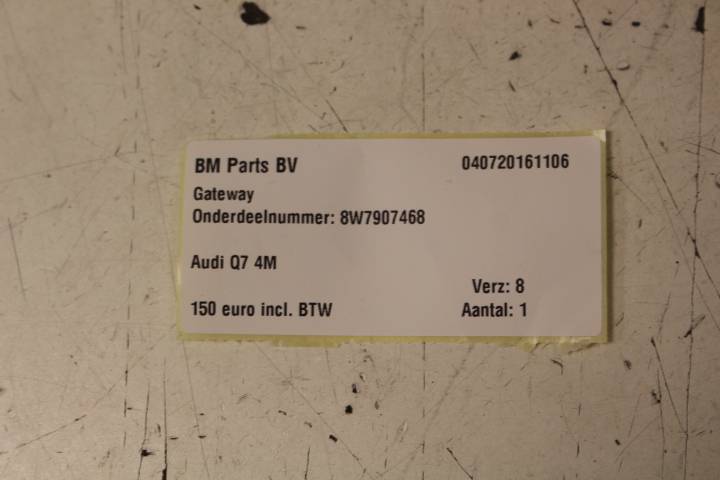 BM Parts BV 040720161106
Gateway
Onderdeelnummer: 8W7907468
Audi Q7 4M
Verz: 8
150 euro incl. BTW Aantal: 1